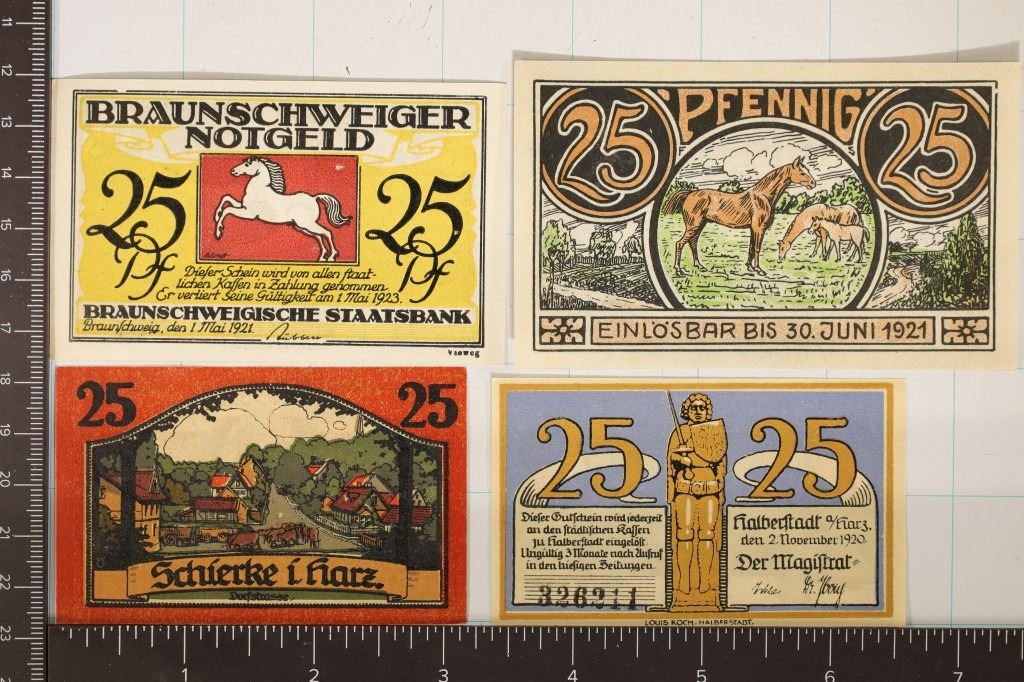 BRAUNSCHWEIGER
NOTGELD
25 25
Pf Pf
Dieser Schein wird von allen staat-
lichen Kassen in Zahlung genommen
Er verliert seine Gültigkeit am 1 Mai 1923.
BRAUNSCHWEIGISCHE STAATSBANK
Braunschweig, den 1 Mai 1921.
Vieweg
25 PFENNIG 25
EINLÖSBAR BIS 30. JUNI 1921
25 25
Schierke i. Harz.
Dorfstrasse.
25 25
Dieser Gutschein wird jederzeit
an den städtischen Kassen
zu Halberstadt eingelöst.
Ungültig 3 Monate nach Aufruf
in den hiesigen Zeitungen.
326211
Halberstadt a/Harz.
den 2. November 1920.
Der Magistrat
LOUIS KOCH-HALBERSTADT.
11
12
13
14
15
16
17
18
19
20
21
22
23
1 2 3 4 5 6 7